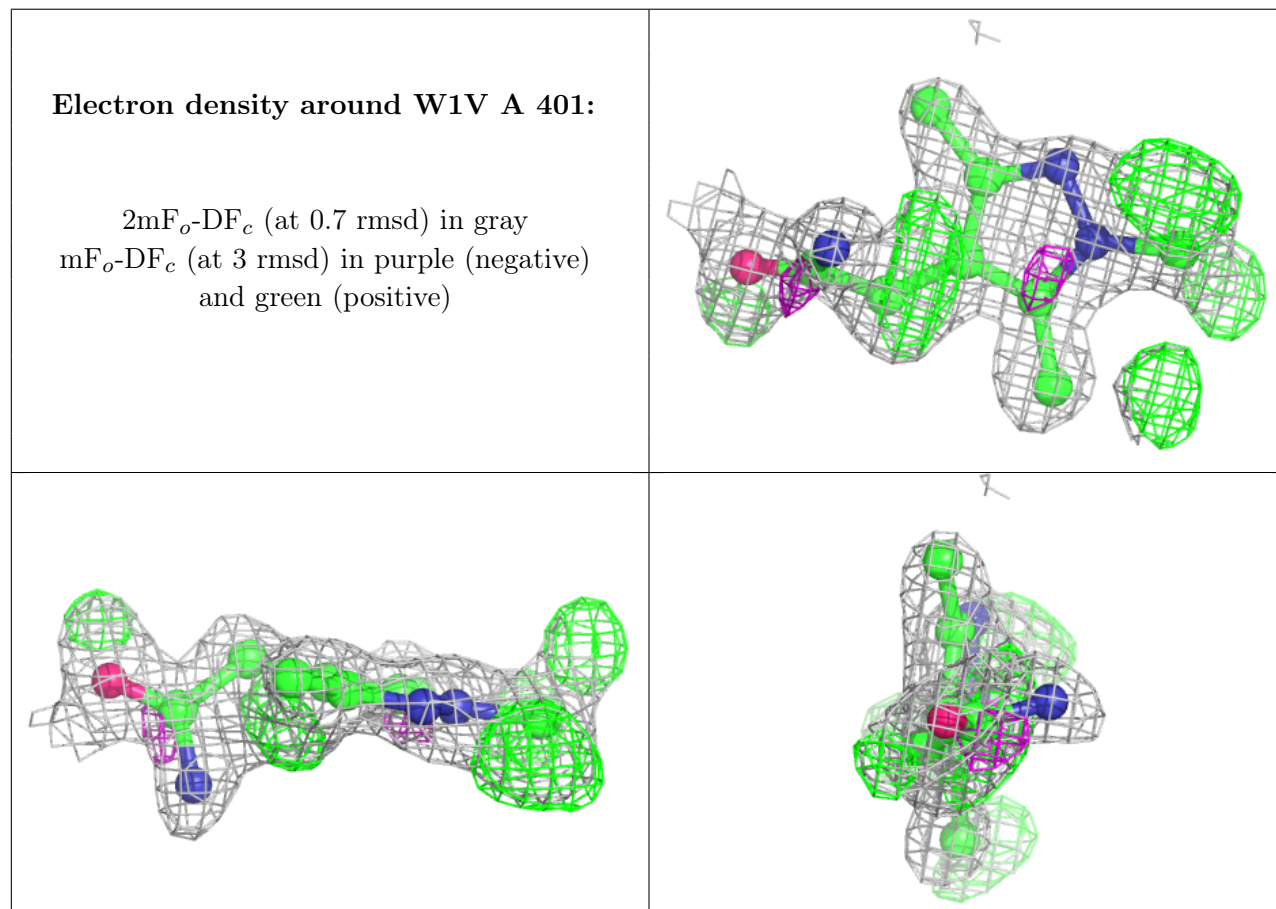 Electron density around W1V A 401:
2mFo-DFc (at 0.7 rmsd) in gray
mFo-DFc (at 3 rmsd) in purple (negative)
and green (positive)